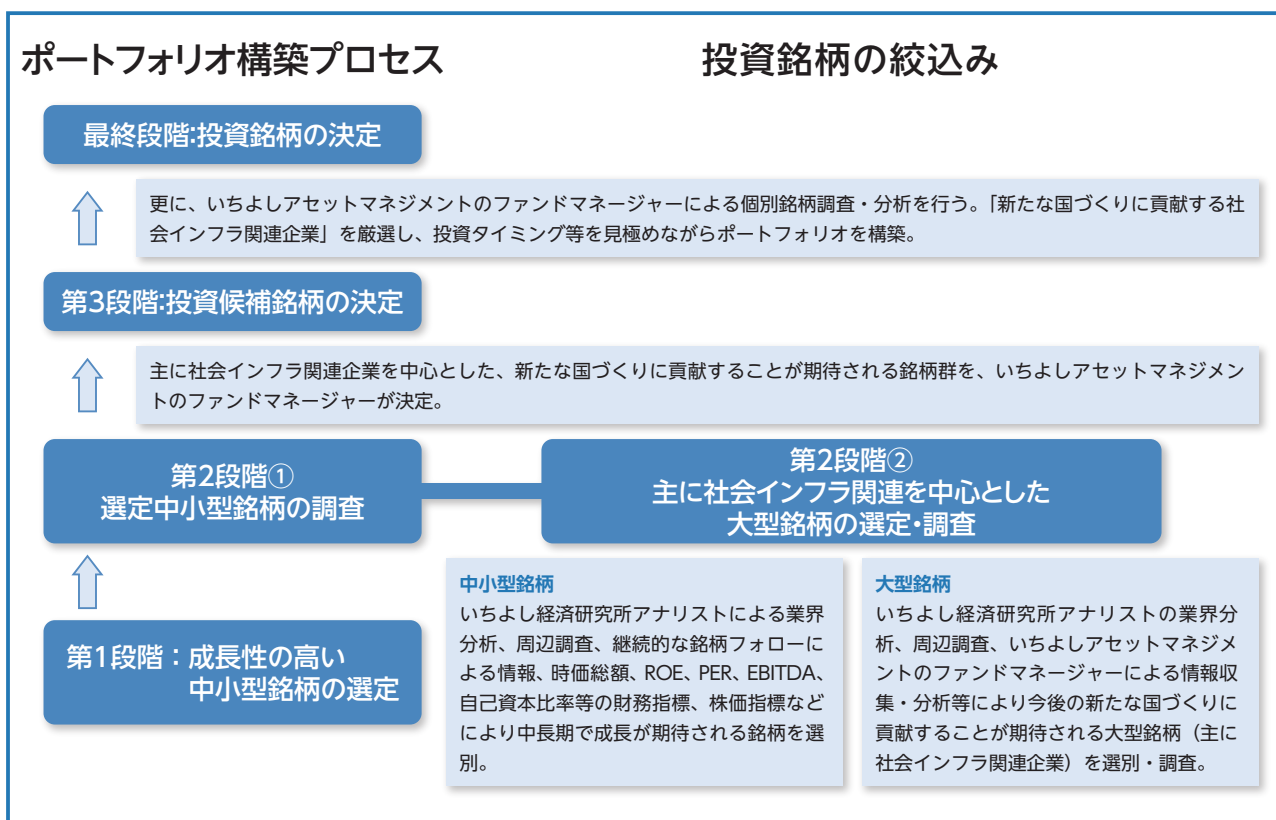 ポートフォリオ構築プロセス
投資銘柄の絞込み
最終段階:投資銘柄の決定
更に、いちよしアセットマネジメントのファンドマネージャーによる個別銘柄調査・分析を行う。「新たな国づくりに貢献する社
会インフラ関連企業」を厳選し、投資タイミング等を見極めながらポートフォリオを構築。
第3段階:投資候補銘柄の決定
主に社会インフラ関連企業を中心とした、新たな国づくりに貢献することが期待される銘柄群を、いちよしアセットマネジメン
トのファンドマネージャーが決定。
第2段階①
選定中小型銘柄の調査
第2段階②
主に社会インフラ関連を中心とした
大型銘柄の選定・調査
第1段階：成長性の高い
中小型銘柄の選定
中小型銘柄
いちよし経済研究所アナリストによる業界
分析、周辺調査、継続的な銘柄フォローに
よる情報、時価総額、ROE、PER、EBITDA、
自己資本比率等の財務指標、株価指標など
により中長期で成長が期待される銘柄を選
別。
大型銘柄
いちよし経済研究所アナリストの業界分
析、周辺調査、いちよしアセットマネジメ
ントのファンドマネージャーによる情報収
集・分析等により今後の新たな国づくりに
貢献することが期待される大型銘柄（主に
社会インフラ関連企業）を選別・調査。